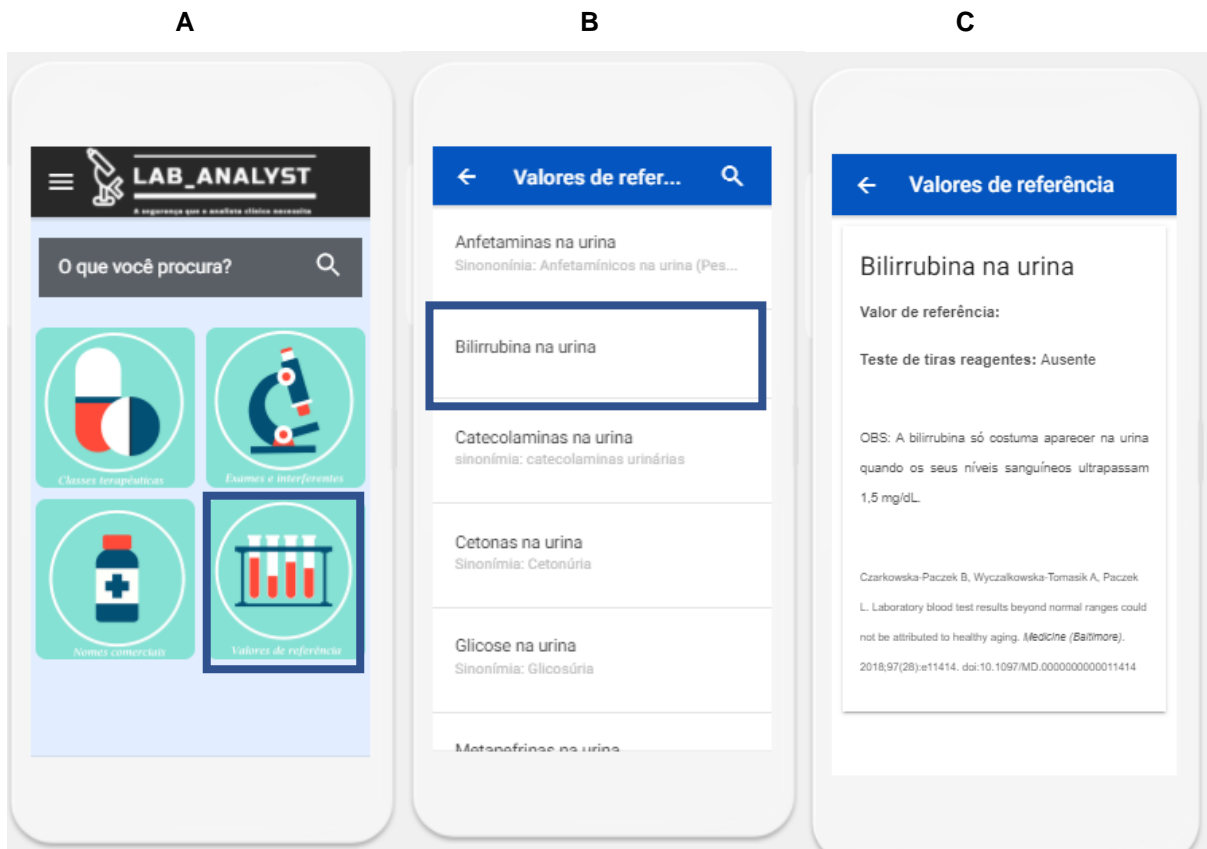 A
B
C
LAB_ANALYST
A segurança que o analista clínico necessita
O que você procura?
Classes terapêuticas
Exames e interferentes
Nomes comerciais
Valores de referência
Valores de refer...
Anfetaminas na urina
Sinononínia: Anfetamínicos na urina (Pes...
Bilirrubina na urina
Catecolaminas na urina
sinonímia: catecolaminas urinárias
Cetonas na urina
Sinonímia: Cetonúria
Glicose na urina
Sinonímia: Glicosúria
Metanefrinas na urina
Valores de referência
Bilirrubina na urina
Valor de referência:
Teste de tiras reagentes: Ausente
OBS: A bilirrubina só costuma aparecer na urina
quando os seus níveis sanguíneos ultrapassam
1,5 mg/dL.
Czarkowska-Paczek B, Wyczalkowska-Tomasik A, Paczek
L. Laboratory blood test results beyond normal ranges could
not be attributed to healthy aging. Medicine (Baltimore).
2018;97(28):e11414. doi:10.1097/MD.0000000000011414